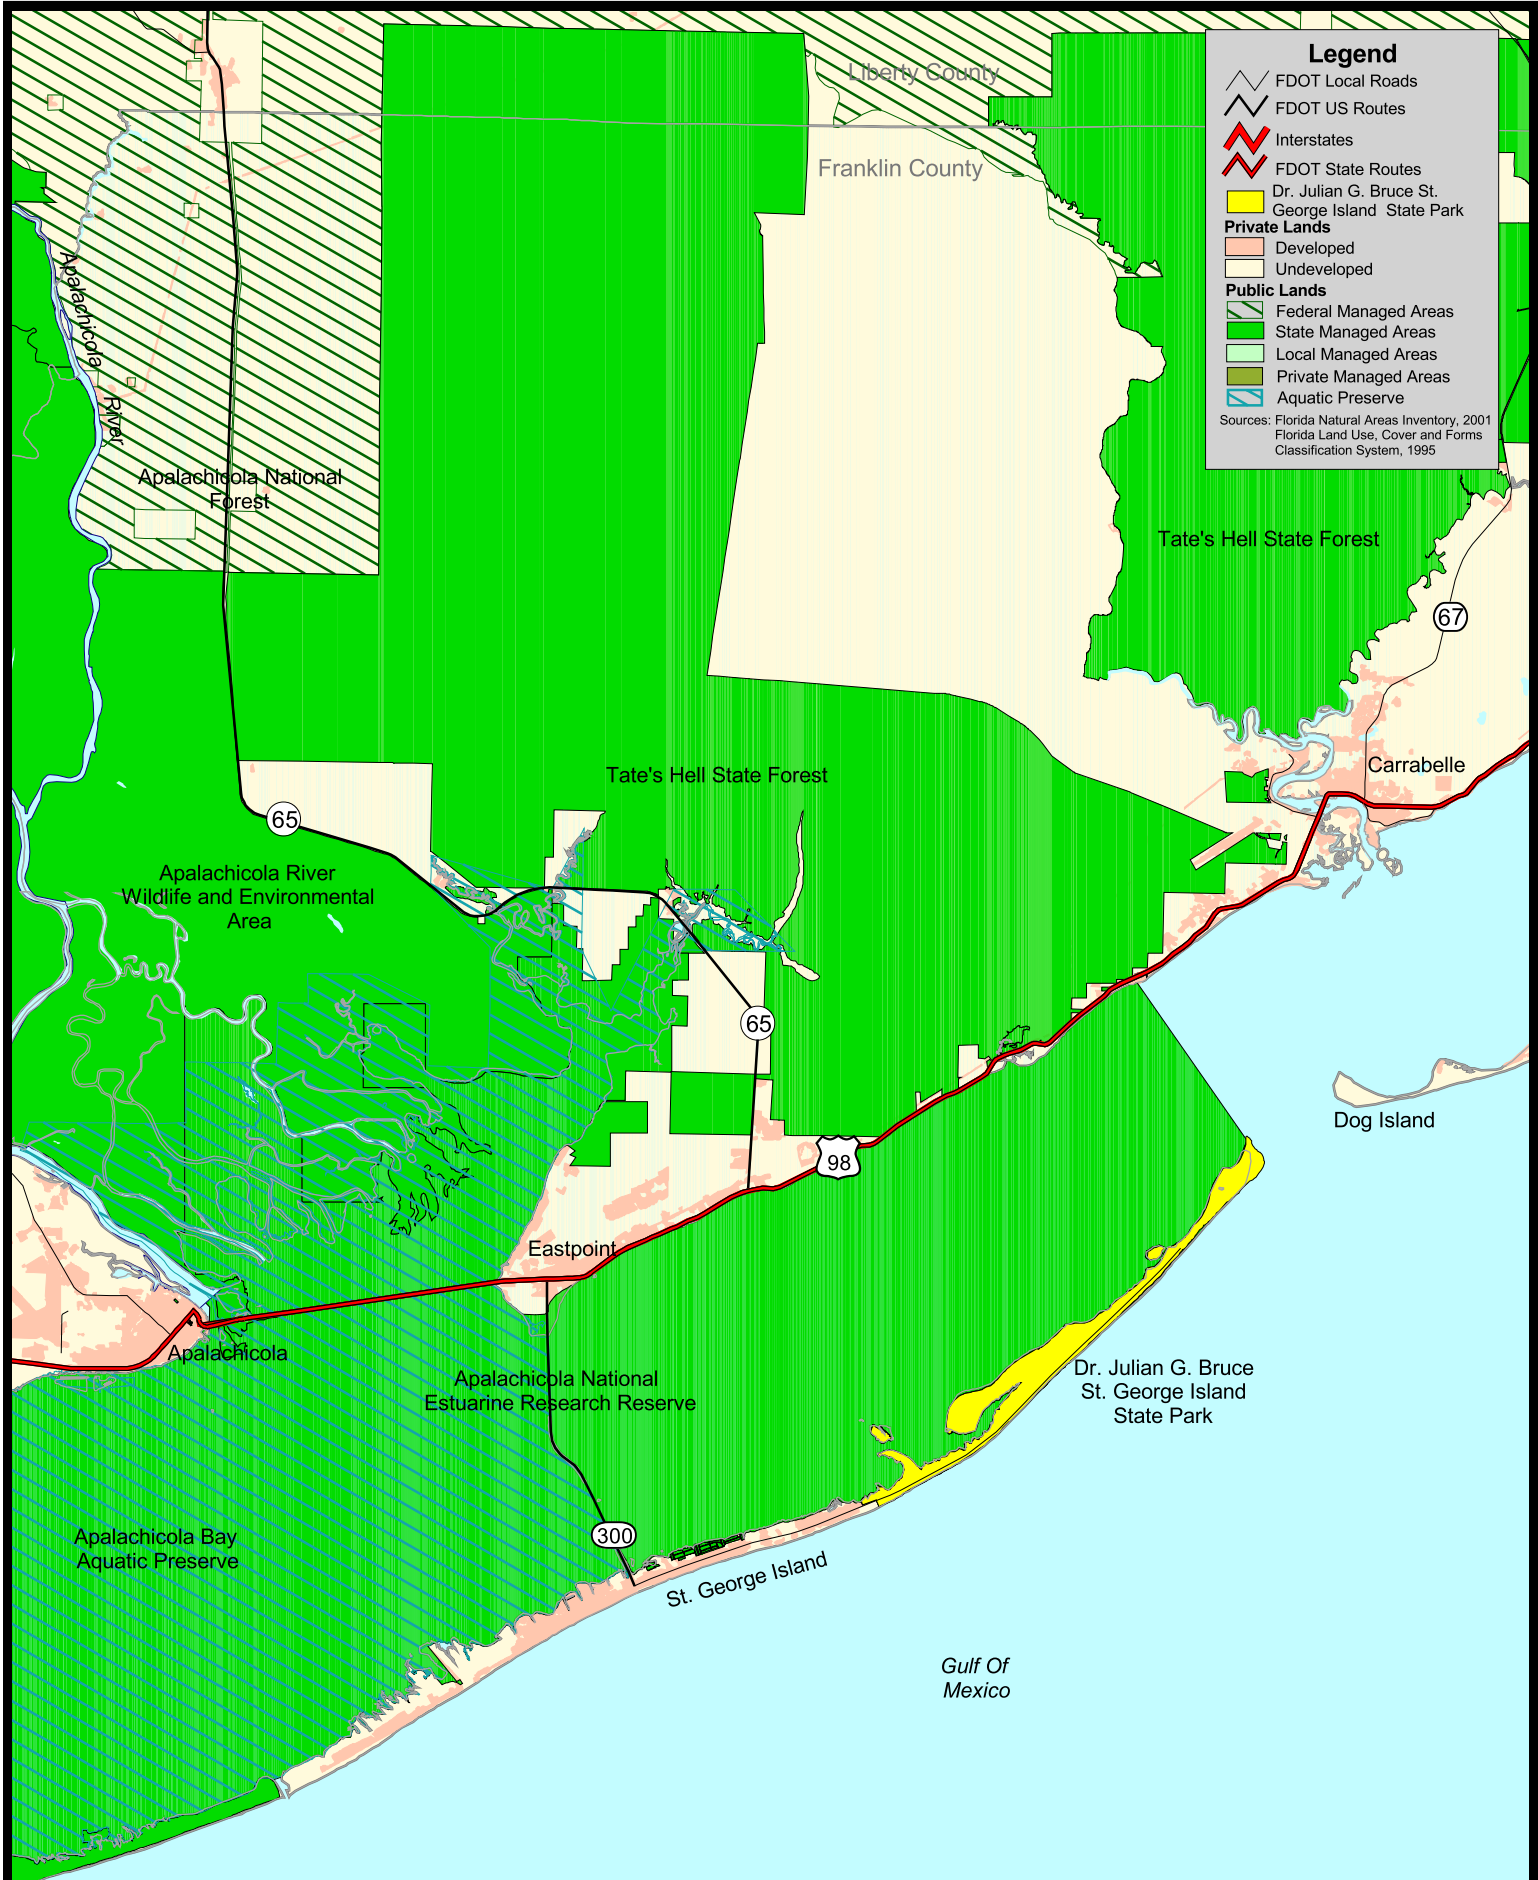 Legend
FDOT Local Roads
FDOT US Routes
Interstates
FDOT State Routes
Dr. Julian G. Bruce St.
George Island State Park
Private Lands
Developed
Undeveloped
Public Lands
Federal Managed Areas
State Managed Areas
Local Managed Areas
Private Managed Areas
Aquatic Preserve
Sources: Florida Natural Areas Inventory, 2001
Florida Land Use, Cover and Forms
Classification System, 1995
Liberty County
Franklin County
Apalachicola River
Apalachicola National
Forest
Tate's Hell State Forest
67
Carrabelle
Tate's Hell State Forest
65
Apalachicola River
Wildlife and Environmental
Area
65
Dog Island
98
Eastpoint
Apalachicola
Apalachicola National
Estuarine Research Reserve
Dr. Julian G. Bruce
St. George Island
State Park
300
Apalachicola Bay
Aquatic Preserve
St. George Island
Gulf Of
Mexico